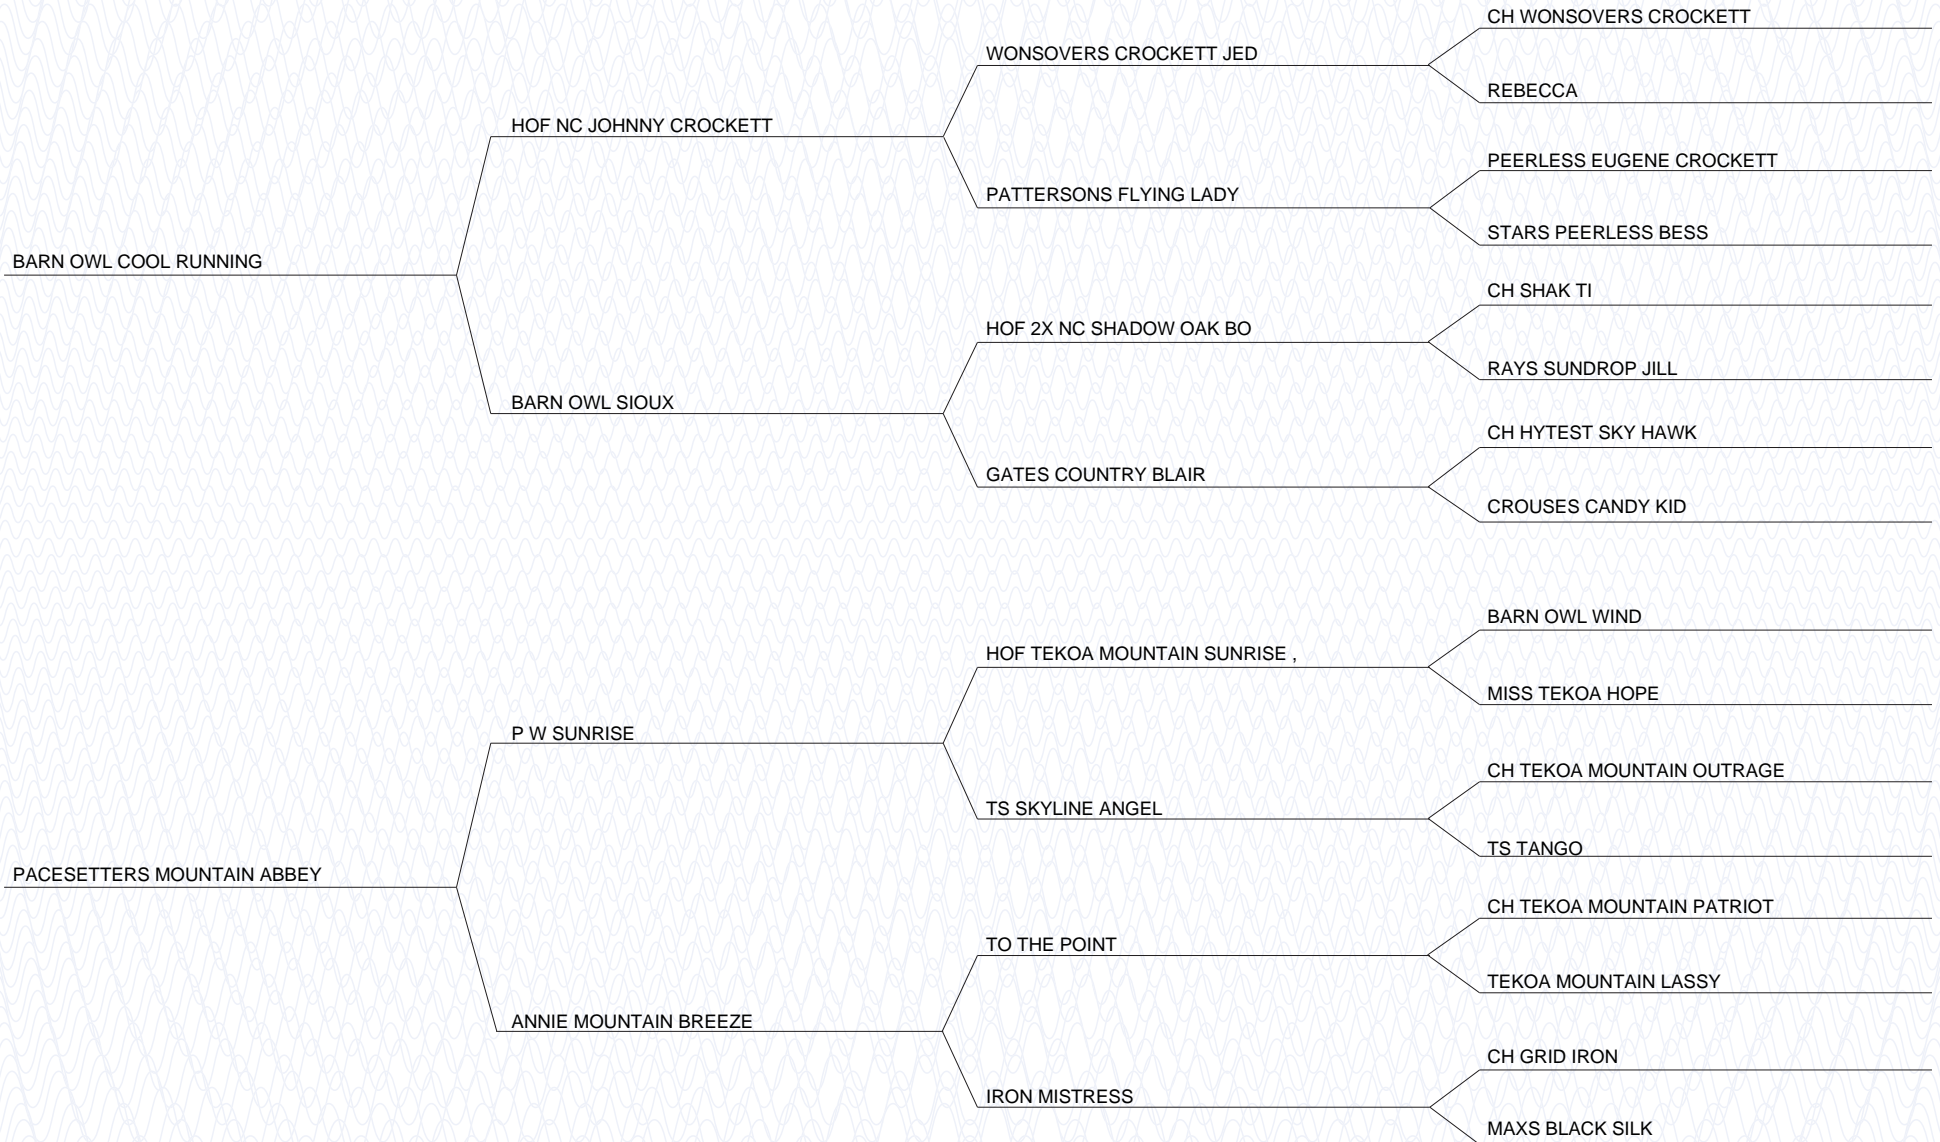 CH WONSOVERS CROCKETT
WONSOVERS CROCKETT JED
REBECCA
HOF NC JOHNNY CROCKETT
PEERLESS EUGENE CROCKETT
PATTERSONS FLYING LADY
STARS PEERLESS BESS
BARN OWL COOL RUNNING
CH SHAK TI
HOF 2X NC SHADOW OAK BO
RAYS SUNDROP JILL
BARN OWL SIOUX
CH HYTEST SKY HAWK
GATES COUNTRY BLAIR
CROUSES CANDY KID
BARN OWL WIND
HOF TEKOA MOUNTAIN SUNRISE ,
MISS TEKOA HOPE
P W SUNRISE
CH TEKOA MOUNTAIN OUTRAGE
TS SKYLINE ANGEL
TS TANGO
PACESETTERS MOUNTAIN ABBEY
CH TEKOA MOUNTAIN PATRIOT
TO THE POINT
TEKOA MOUNTAIN LASSY
ANNIE MOUNTAIN BREEZE
CH GRID IRON
IRON MISTRESS
MAXS BLACK SILK